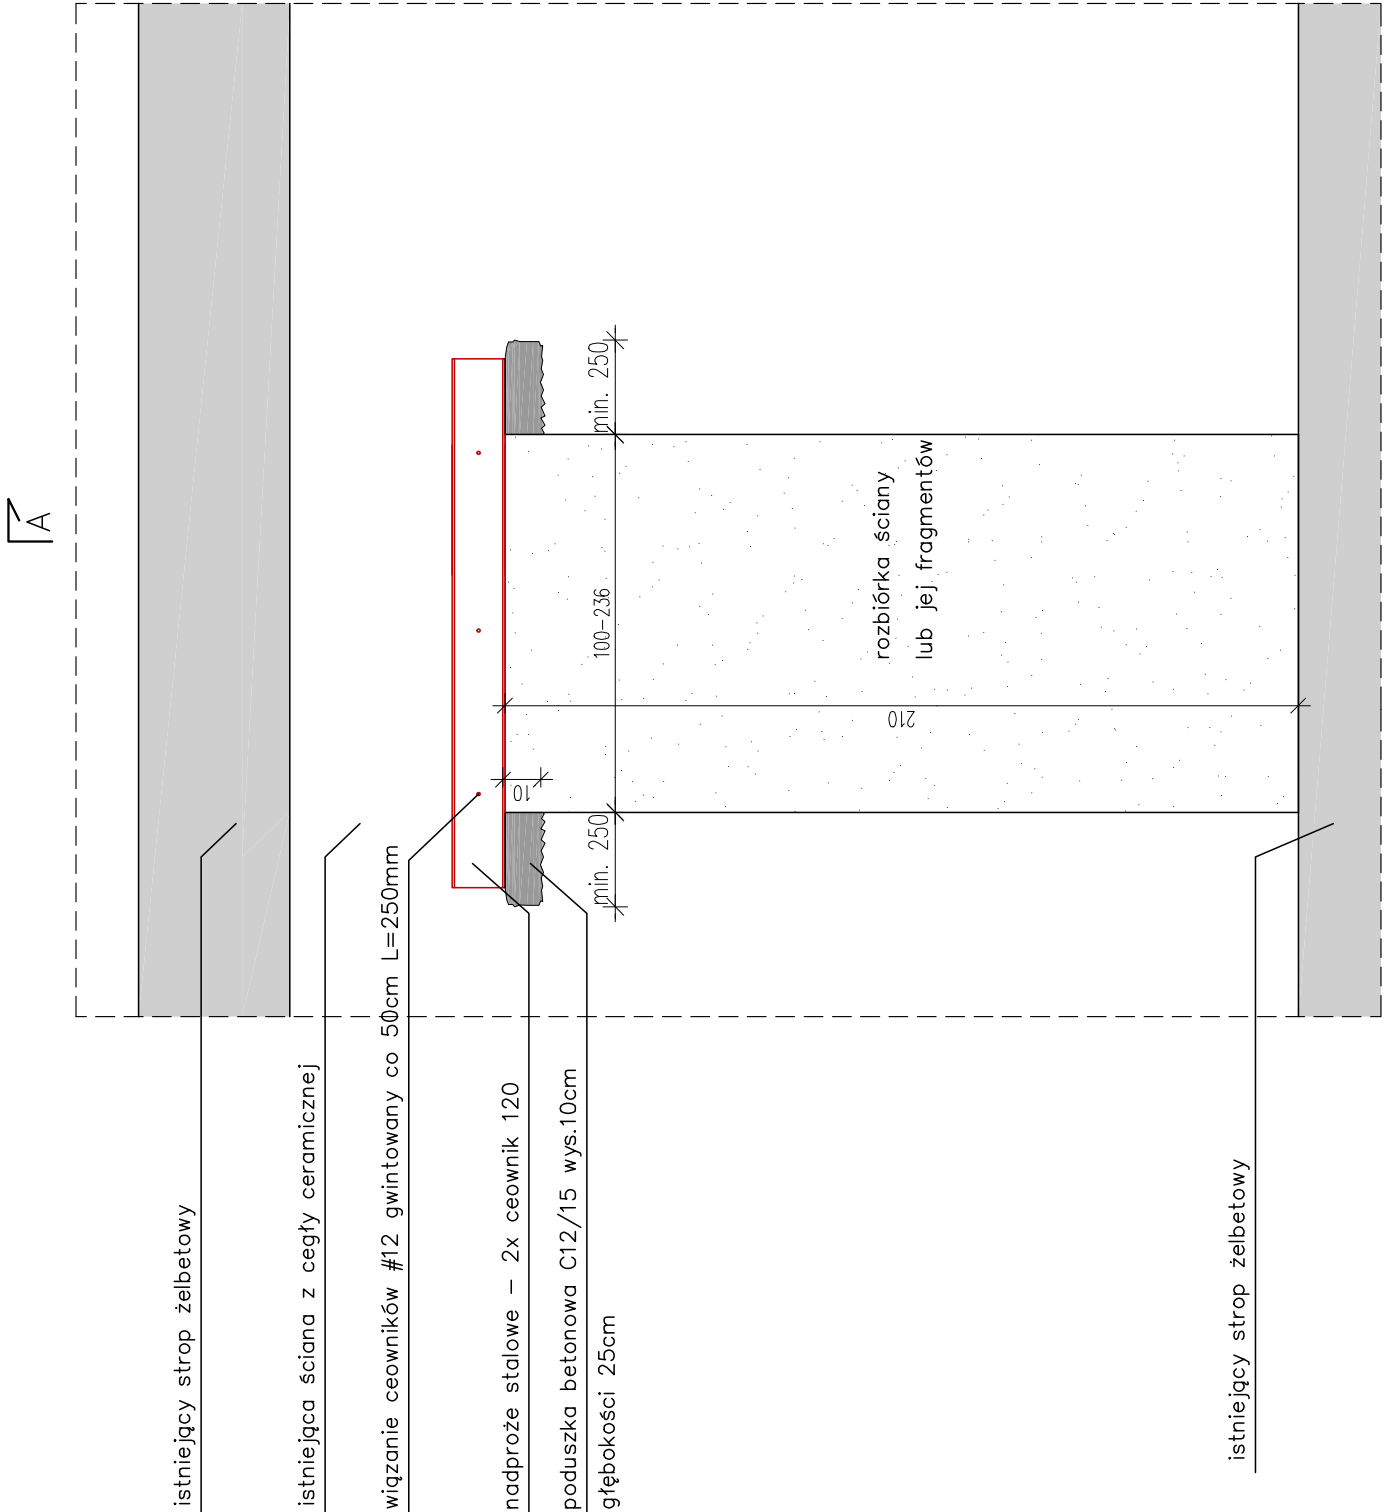 A
istniejący strop żelbetowy
istniejąca ściana z cegły ceramicznej
wiązanie ceowników #12 gwintowany co 50cm L=250mm
nadproże stalowe – 2x ceownik 120
poduszka betonowa C12/15 wys.10cm
głębokości 25cm
min. 250
100-236
min. 250
10
210
rozbiórka ściany
lub jej fragmentów
istniejący strop żelbetowy